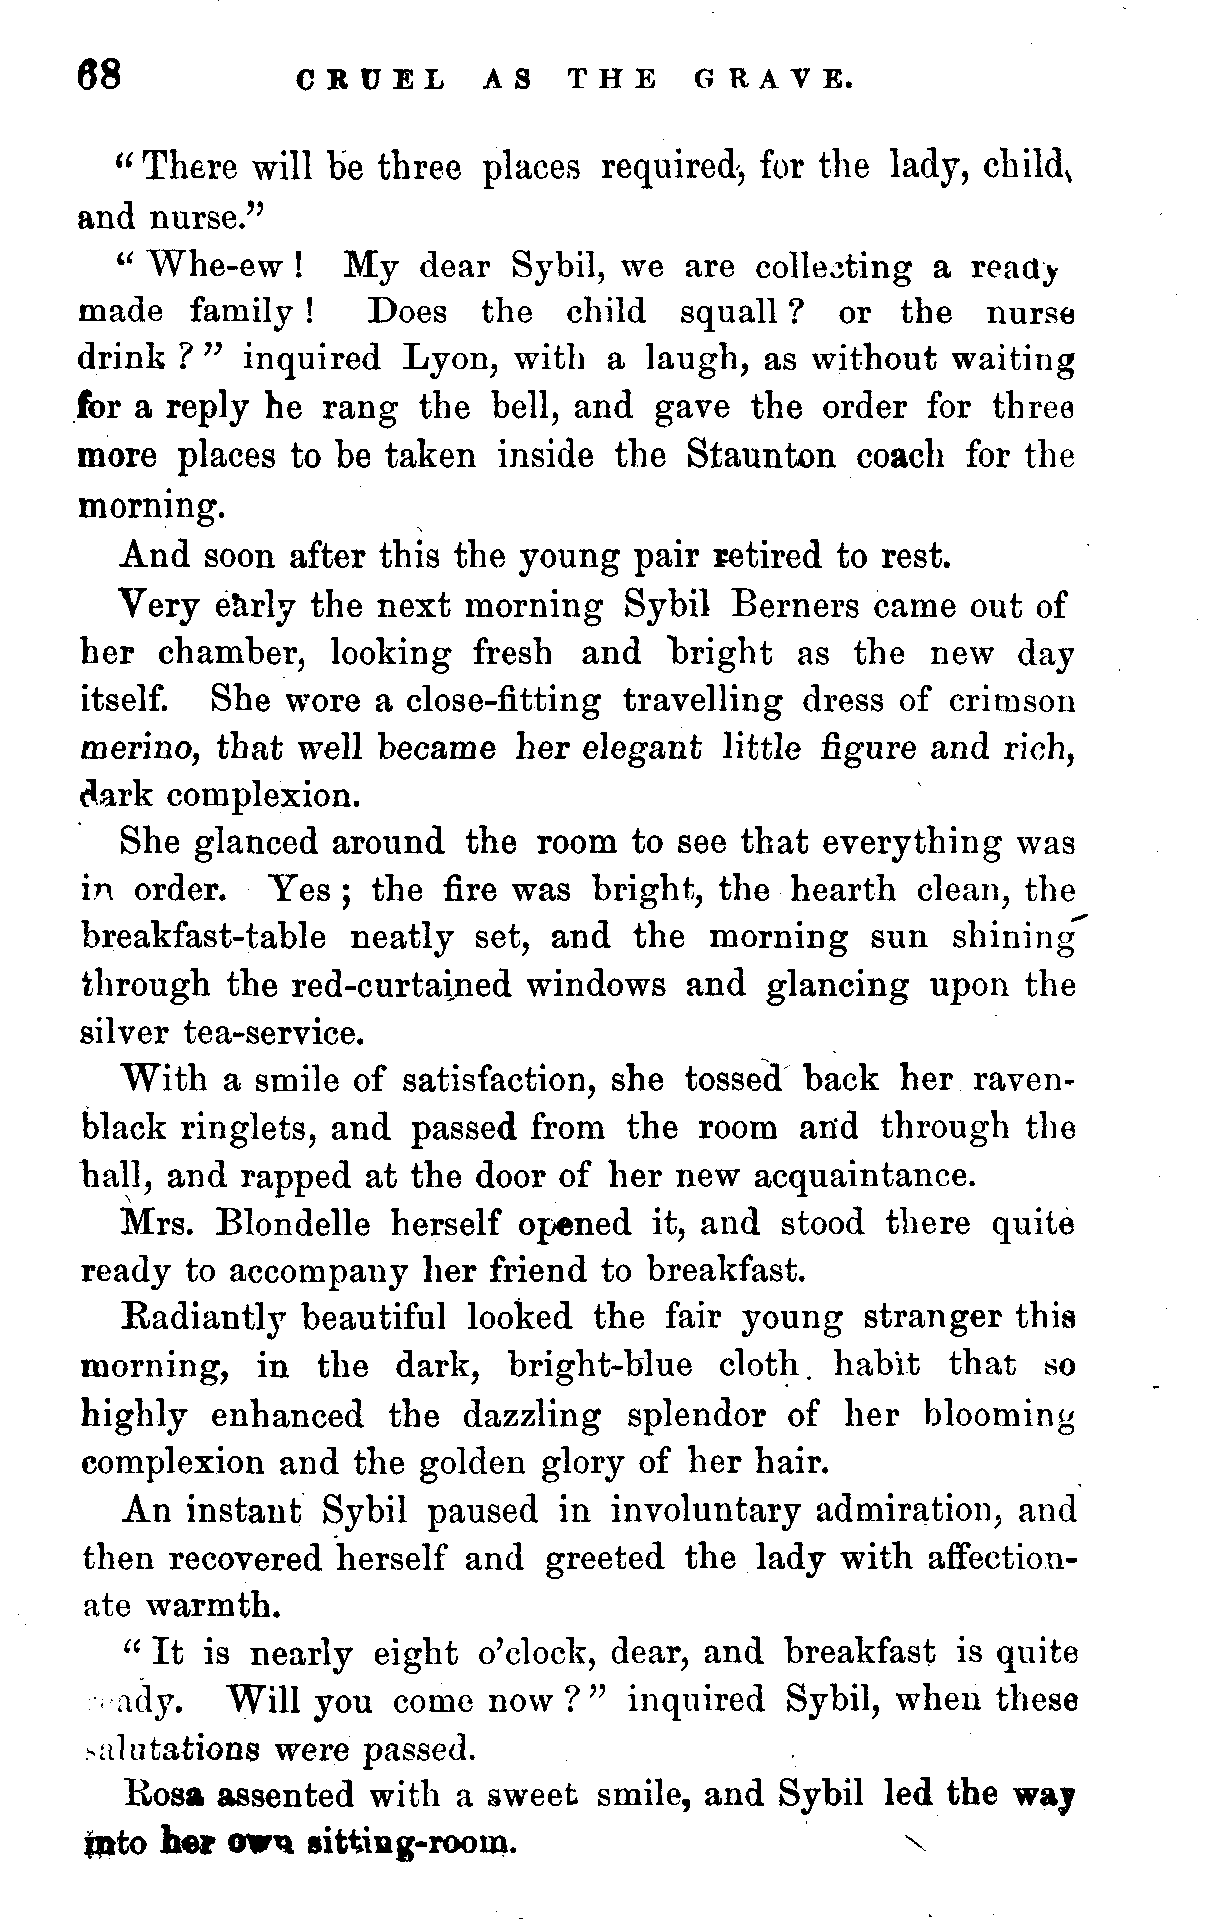 68 CRUEL AS THE GRAVE.
"There will be three places required, for the lady, child,
and nurse."
"Whe-ew! My dear Sybil, we are collecting a ready
made family! Does the child squall? or the nurse
drink?" inquired Lyon, with a laugh, as without waiting
for a reply he rang the bell, and gave the order for three
more places to be taken inside the Staunton coach for the
morning.
And soon after this the young pair retired to rest.
Very early the next morning Sybil Berners came out of
her chamber, looking fresh and bright as the new day
itself. She wore a close-fitting travelling dress of crimson
merino, that well became her elegant little figure and rich,
dark complexion.
She glanced around the room to see that everything was
in order. Yes; the fire was bright, the hearth clean, the
breakfast-table neatly set, and the morning sun shining
through the red-curtained windows and glancing upon the
silver tea-service.
With a smile of satisfaction, she tossed back her raven-
black ringlets, and passed from the room and through the
hall, and rapped at the door of her new acquaintance.
Mrs. Blondelle herself opened it, and stood there quite
ready to accompany her friend to breakfast.
Radiantly beautiful looked the fair young stranger this
morning, in the dark, bright-blue cloth habit that so
highly enhanced the dazzling splendor of her blooming
complexion and the golden glory of her hair.
An instant Sybil paused in involuntary admiration, and
then recovered herself and greeted the lady with affection-
ate warmth.
"It is nearly eight o'clock, dear, and breakfast is quite
ready. Will you come now?" inquired Sybil, when these
salutations were passed.
Rosa assented with a sweet smile, and Sybil led the way
into her own sitting-room.